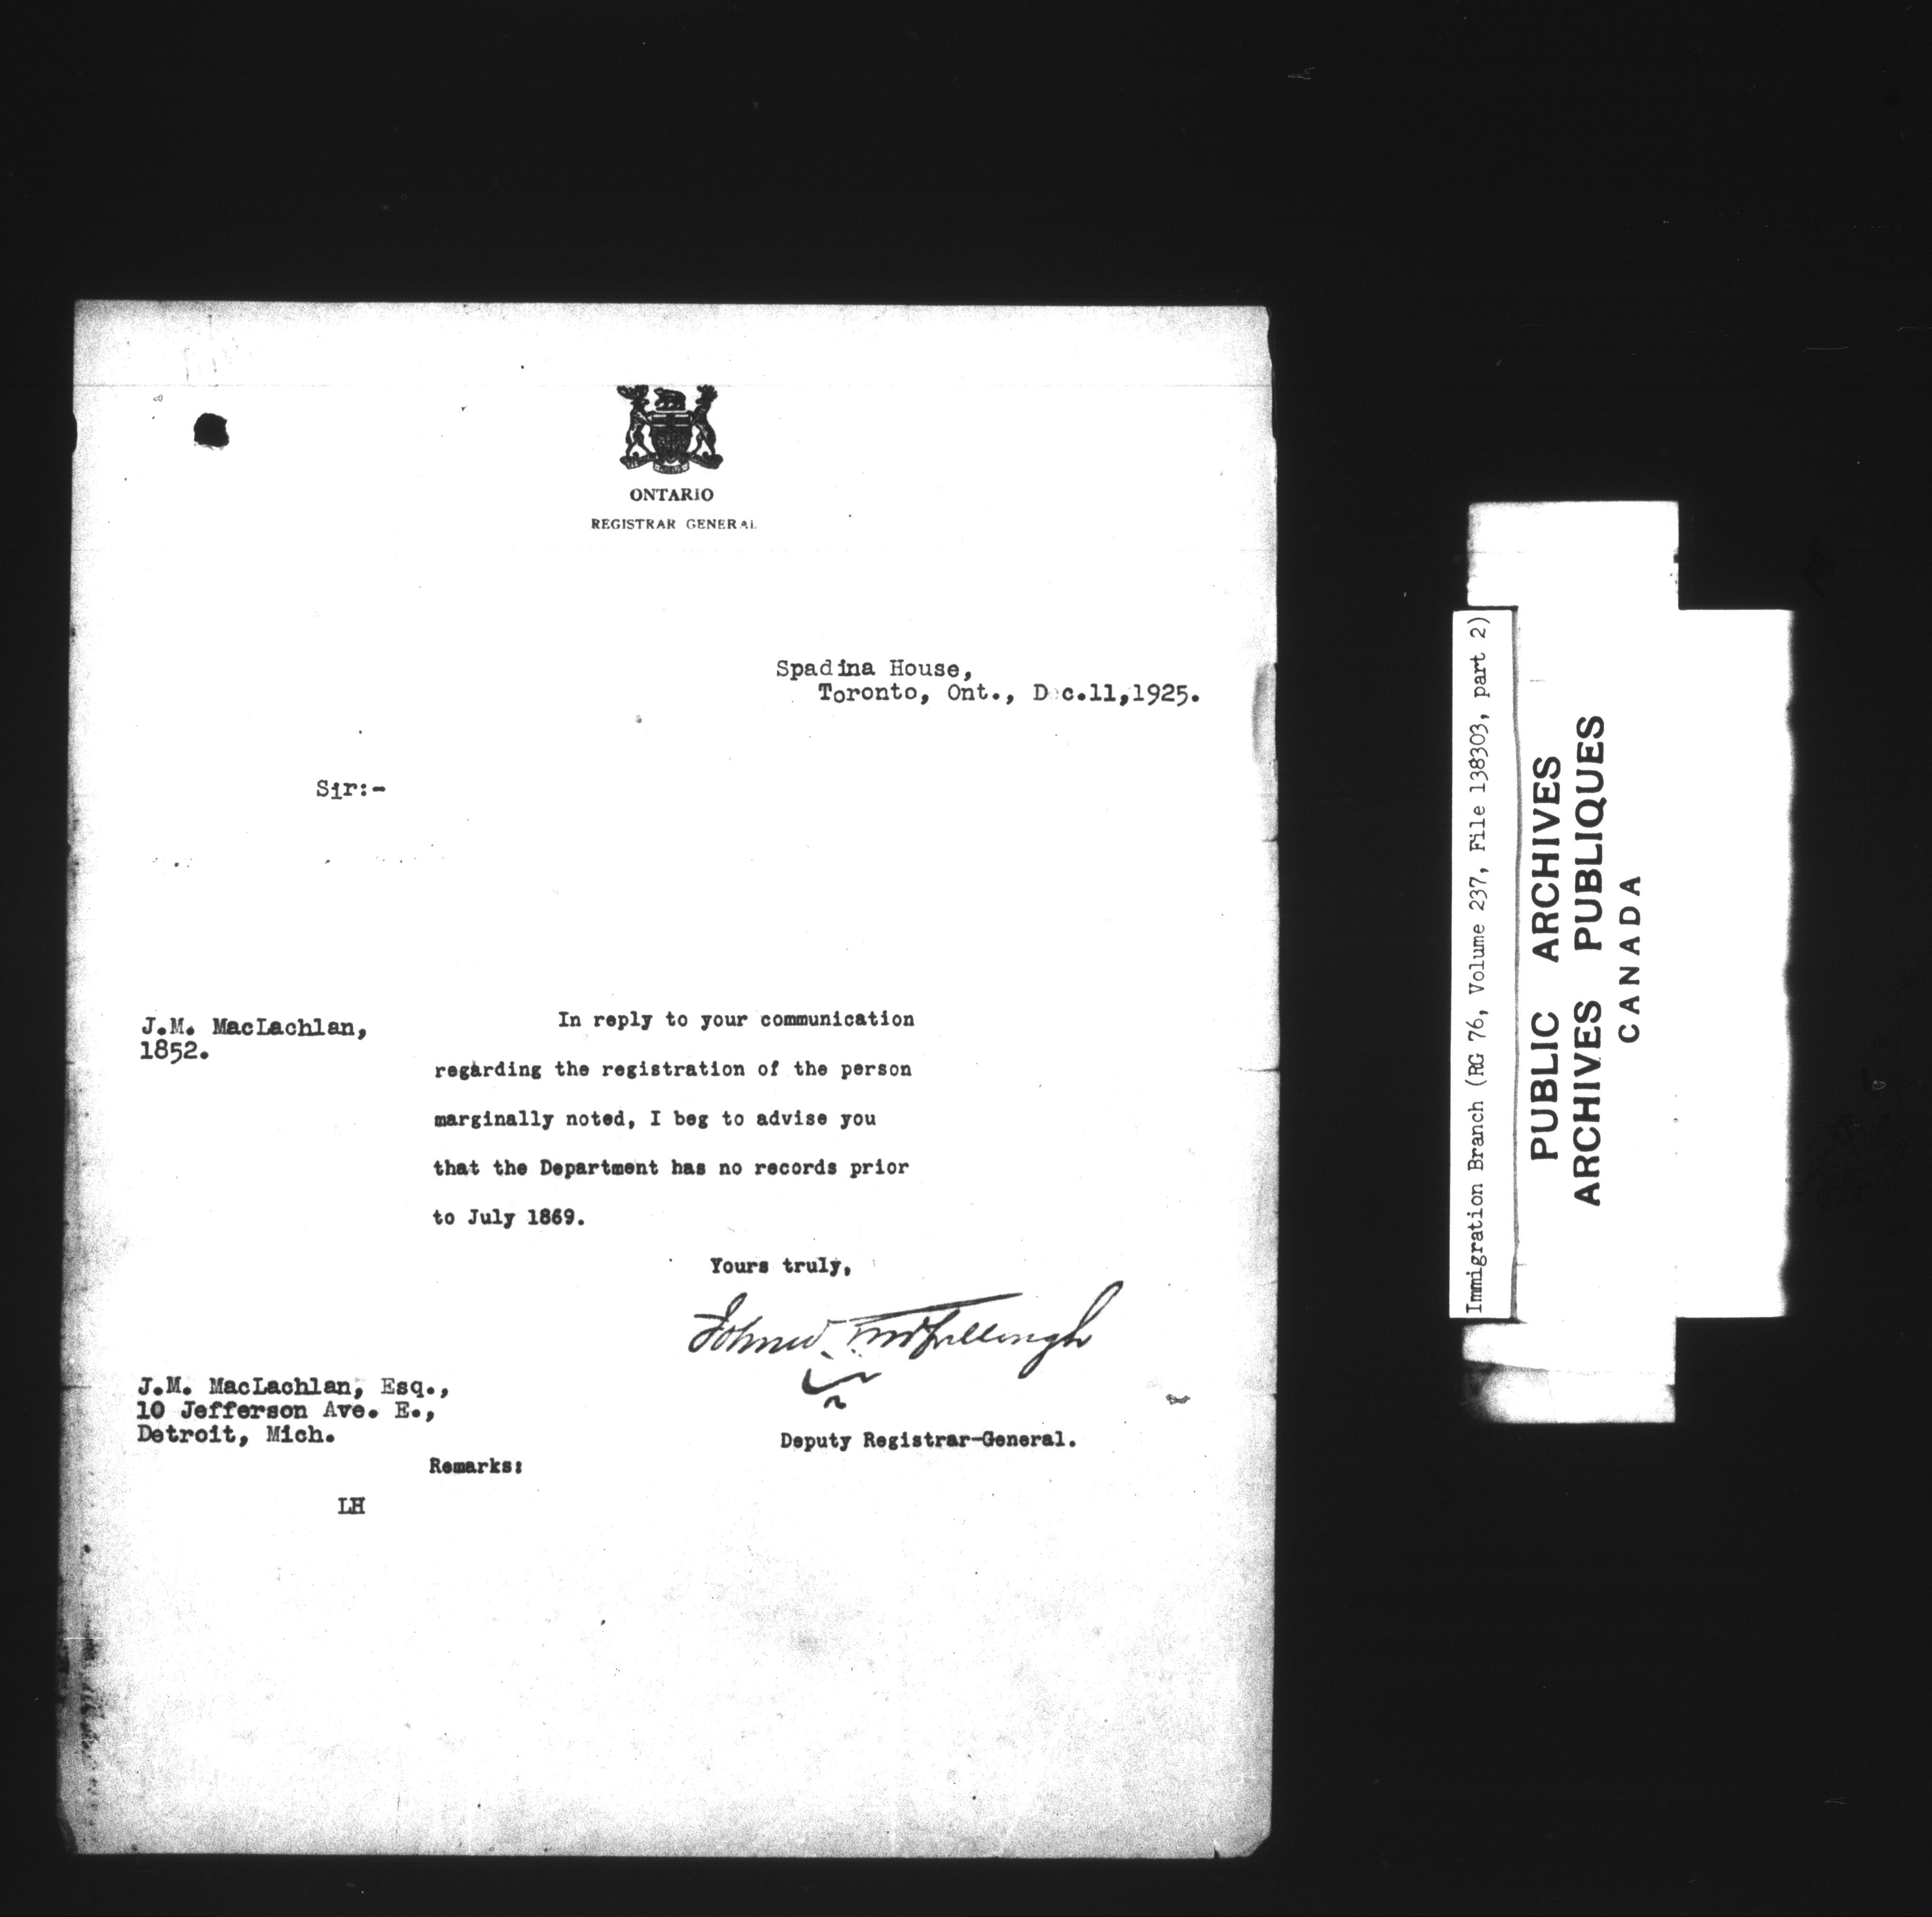 ONTARIO
REGISTRAR GENERAL
Spadina House,
Toronto, Ont., Dec.11,1925.
Sir:-
J.M. MacLachlan,
1852.
In reply to your communication
regarding the registration of the person
marginally noted, I beg to advise you
that the Department has no records prior
to July 1869.
Yours truly,
J.M. MacLachlan, Esq.,
10 Jefferson Ave. E.,
Detroit, Mich.
Deputy Registrar-General.
Remarks:
LH
Immigration Branch (RG 76, Volume 237, File 138303, part 2)
PUBLIC ARCHIVES
ARCHIVES PUBLIQUES
CANADA